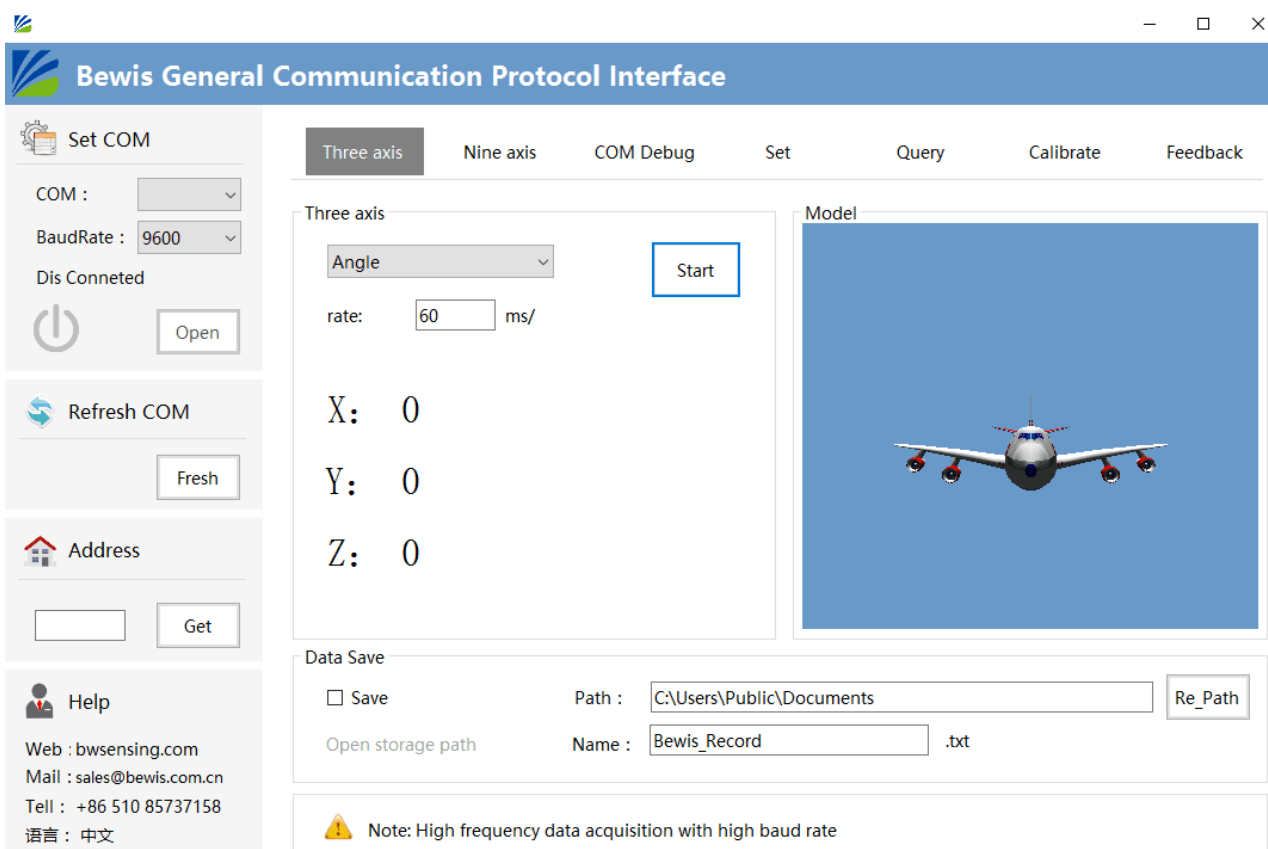 Bewis General Communication Protocol Interface
Set COM
COM :
BaudRate : 9600
Dis Conneted
Open
Refresh COM
Fresh
Address
Get
Help
Web : bwsensing.com
Mail : sales@bewis.com.cn
Tell : +86 510 85737158
语言： 中文
Three axis Nine axis COM Debug Set Query Calibrate Feedback
Three axis
Angle
Start
rate: 60 ms/
X: 0
Y: 0
Z: 0
Model
Data Save
Save
Path : C:\Users\Public\Documents Re_Path
Open storage path
Name : Bewis_Record .txt
Note: High frequency data acquisition with high baud rate